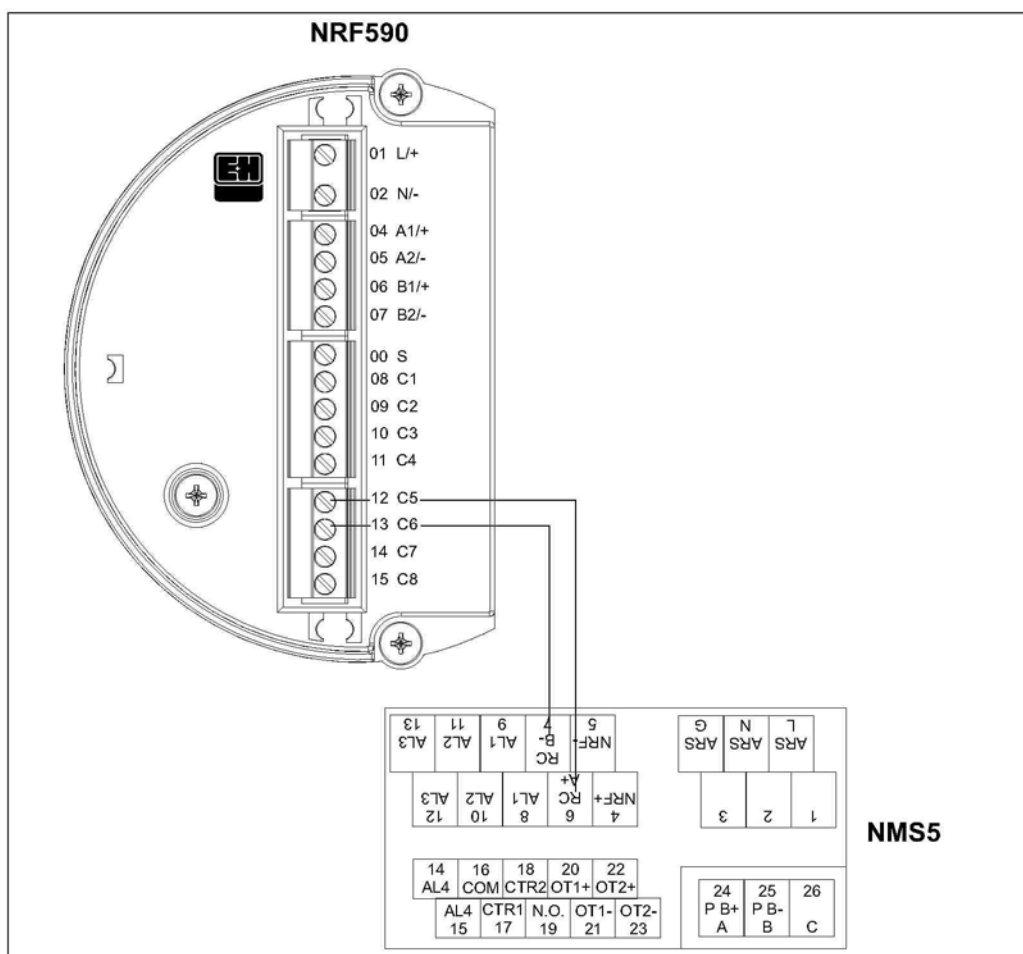 NRF590
E+H
01 L/+
02 N/-
04 A1/+
05 A2/-
06 B1/+
07 B2/-
00 S
08 C1
09 C2
10 C3
11 C4
12 C5
13 C6
14 C7
15 C8
13 11 9 7 5
AL3 AL2 AL1 RC B- NRF-
G N L
ARS ARS ARS
AL3 AL2 AL1 RC A+ NRF+
12 10 8 6 4
3 2 1
NMS5
14 16 18 20 22
AL4 COM CTR2 OT1+ OT2+
AL4 CTR1 N.O. OT1- OT2-
15 17 19 21 23
24 25 26
P B+ P B-
A B C